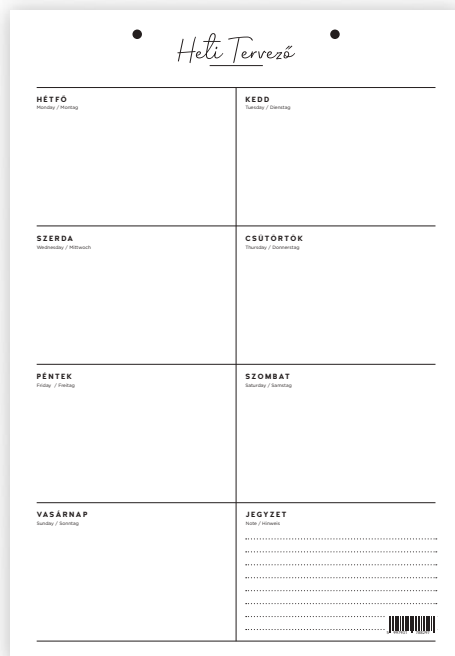 Heti Tervező
HÉTFŐ
Monday / Montag
KEDD
Tuesday / Dienstag
SZERDA
Wednesday / Mittwoch
CSÜTÖRTÖK
Thursday / Donnerstag
PÉNTEK
Friday / Freitag
SZOMBAT
Saturday / Samstag
VASÁRNAP
Sunday / Sonntag
JEGYZET
Note / Hinweis